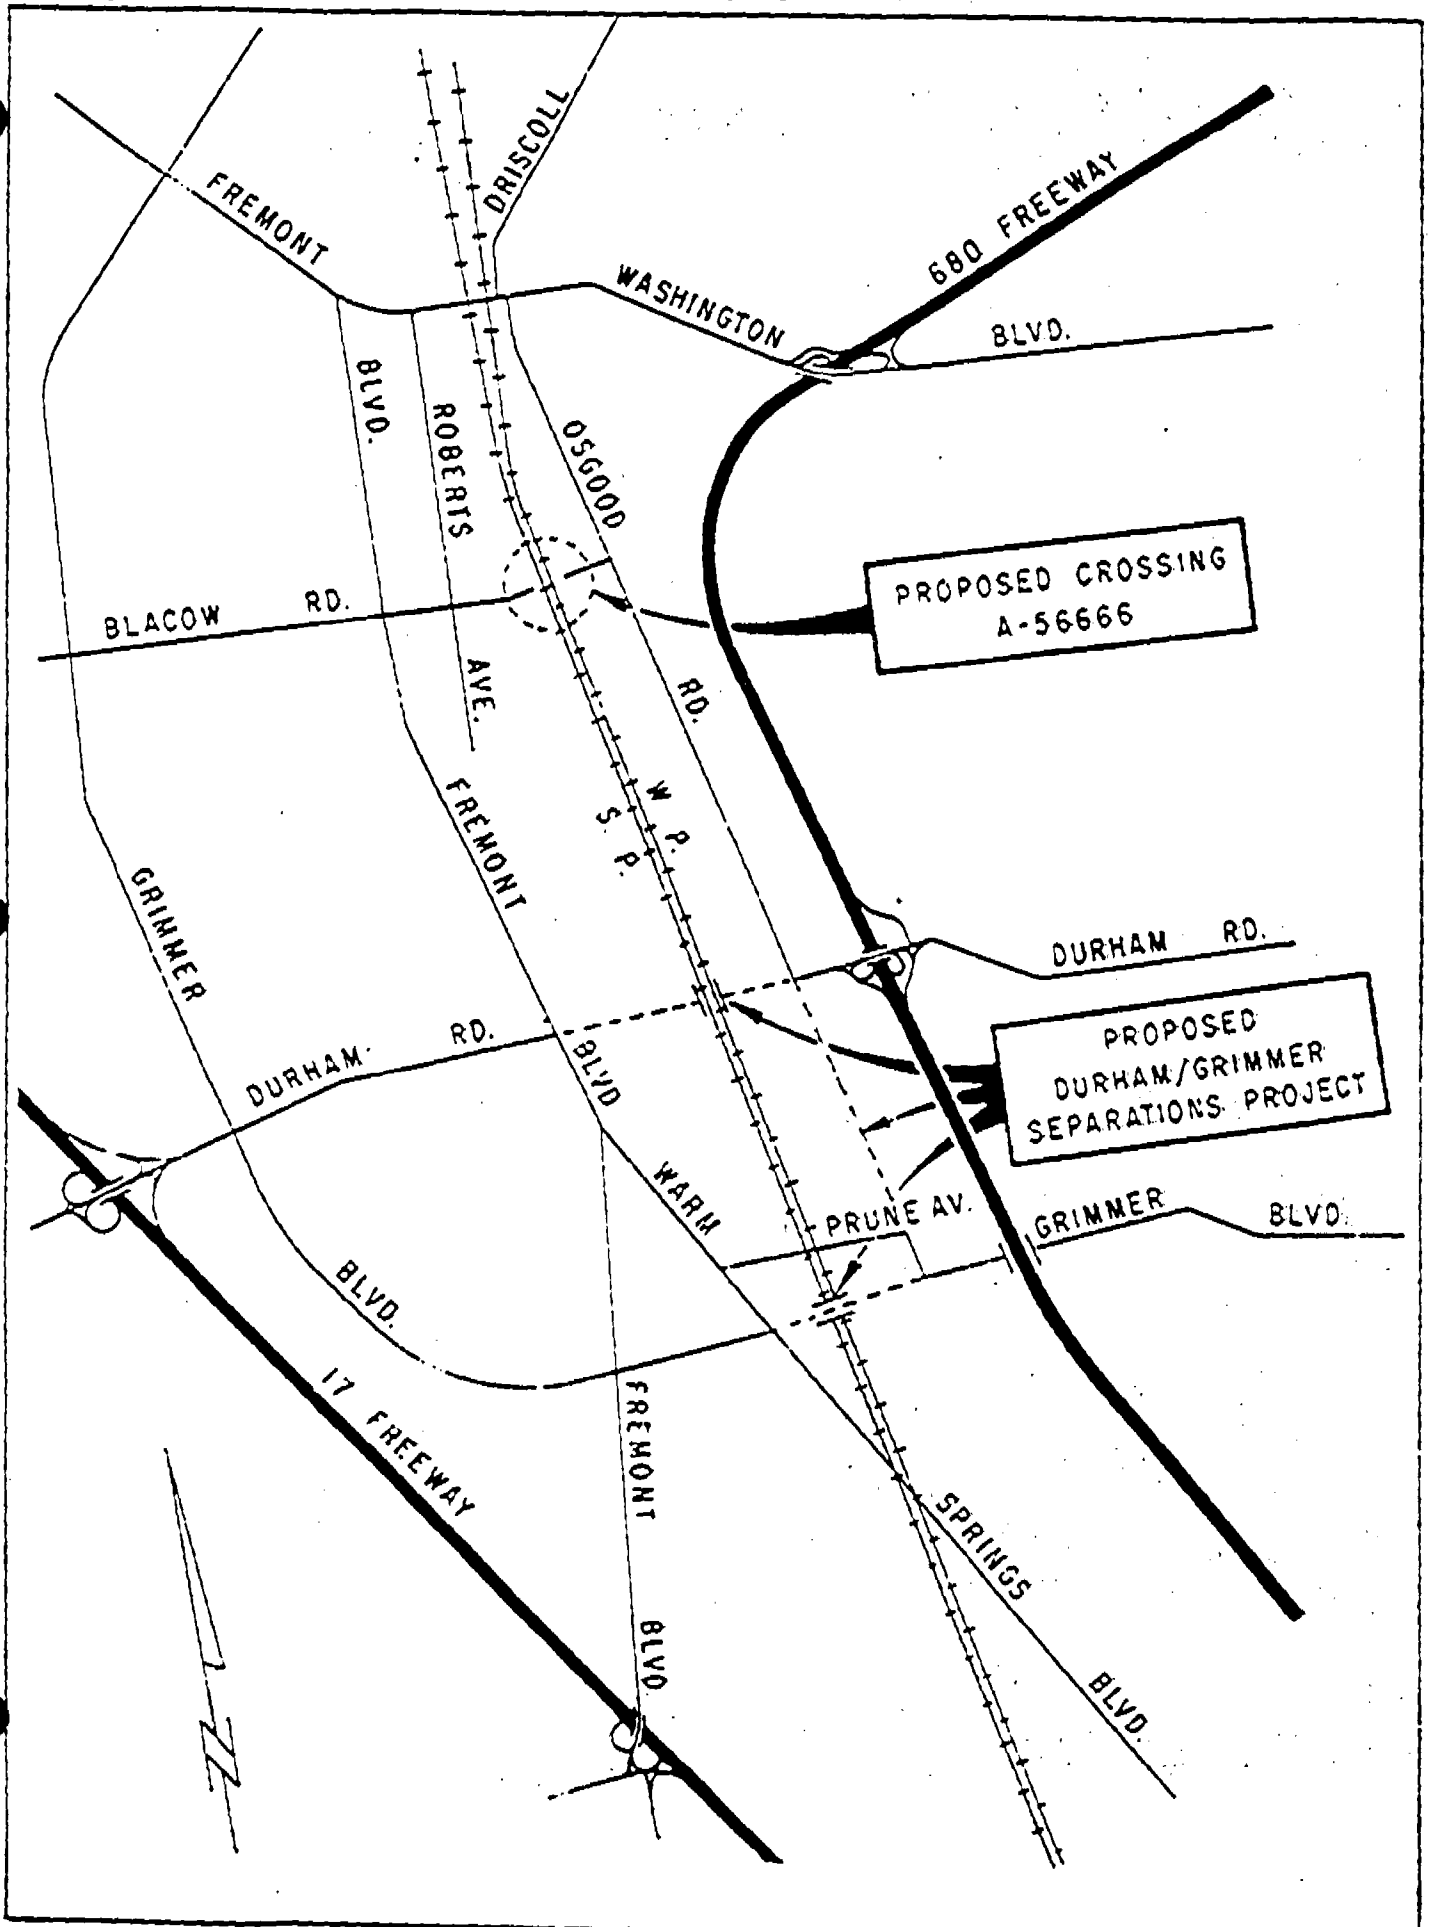 DRISCOLL
FREMONT
680 FREEWAY
WASHINGTON
BLVD.
BLVD.
ROBERTS
OSGOOD
PROPOSED CROSSING
A-56666
BLACOW RD.
AVE.
RD.
FREMONT
W. P.
S. P.
GRIMMER
DURHAM RD.
DURHAM RD.
BLVD
PROPOSED
DURHAM/GRIMMER
SEPARATIONS PROJECT
WARM
PRUNE AV.
GRIMMER BLVD.
BLVD.
17 FREEWAY
FREMONT
SPRINGS
BLVD
BLVD.
N